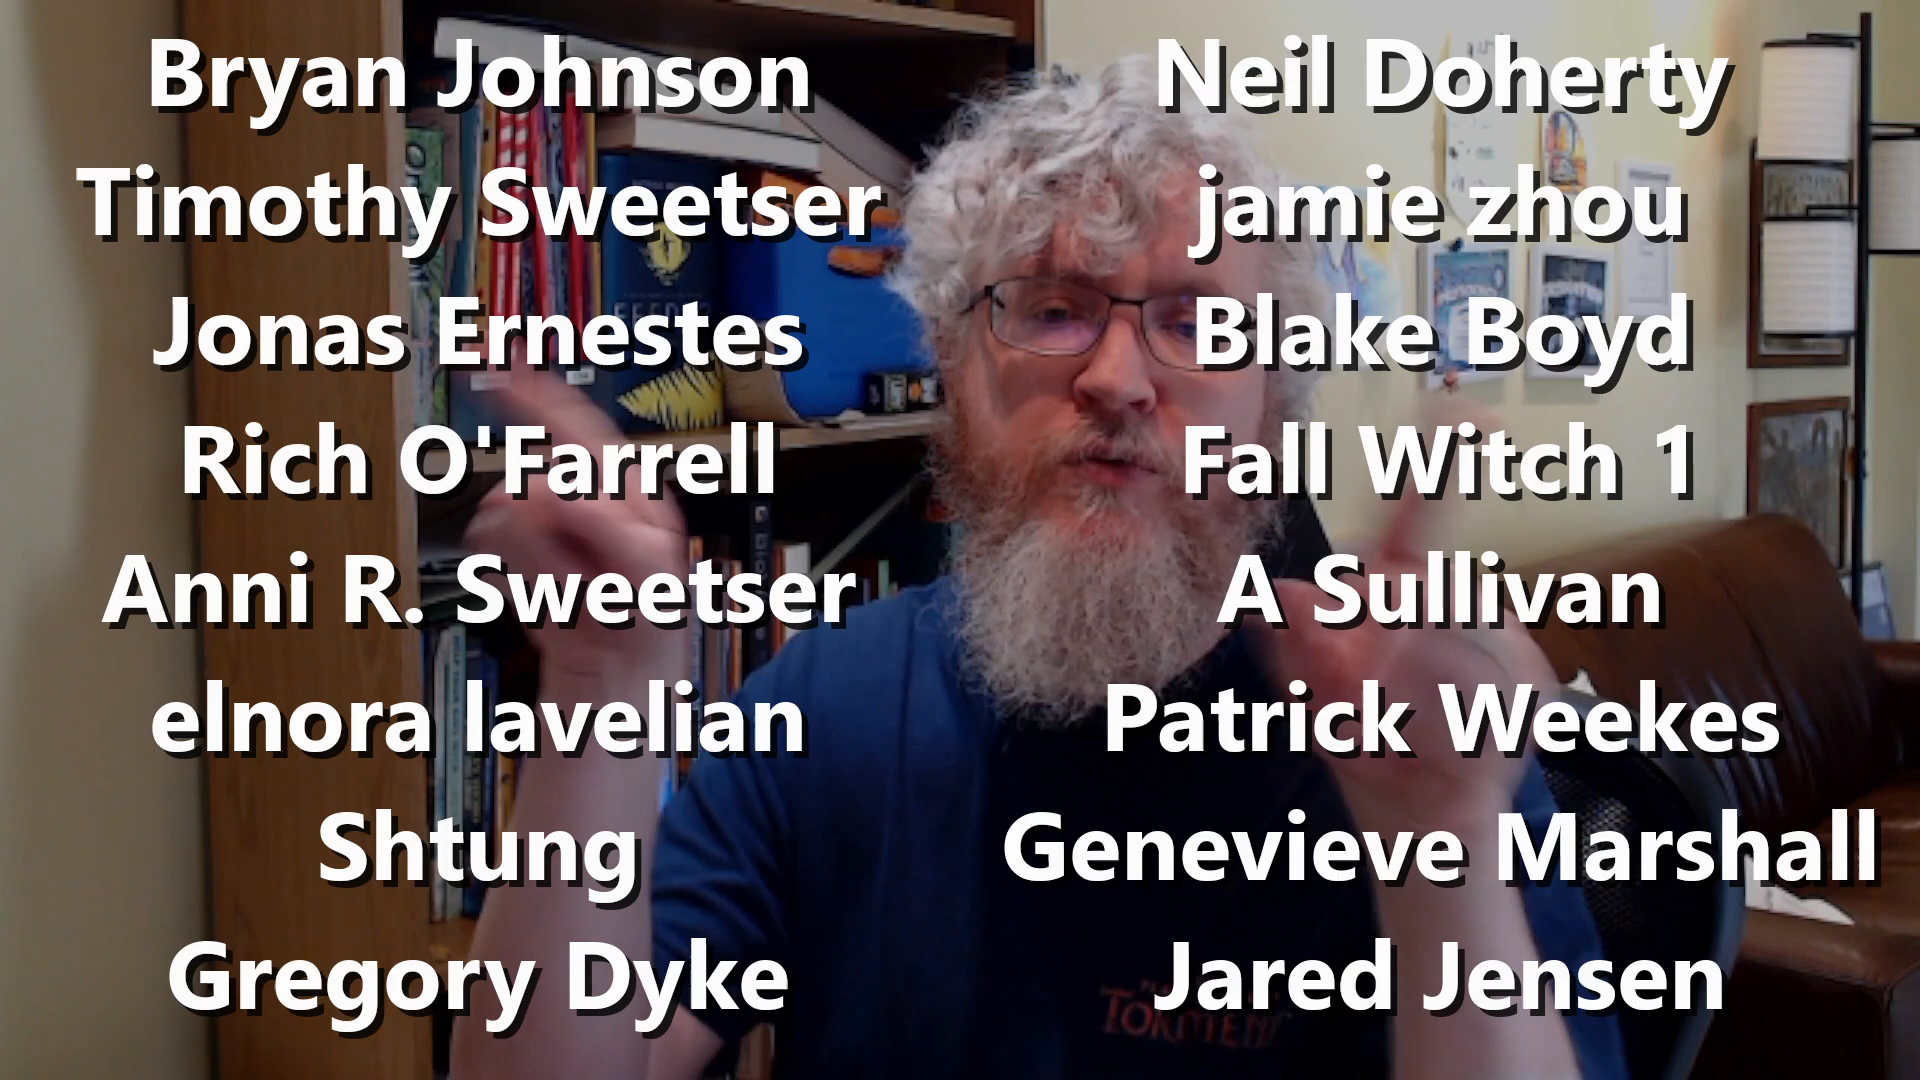 Bryan Johnson
Timothy Sweetser
Jonas Ernestes
Rich O'Farrell
Anni R. Sweetser
elnora lavelian
Shtung
Gregory Dyke
Neil Doherty
jamie zhou
Blake Boyd
Fall Witch 1
A Sullivan
Patrick Weekes
Genevieve Marshall
Jared Jensen
TORMENT